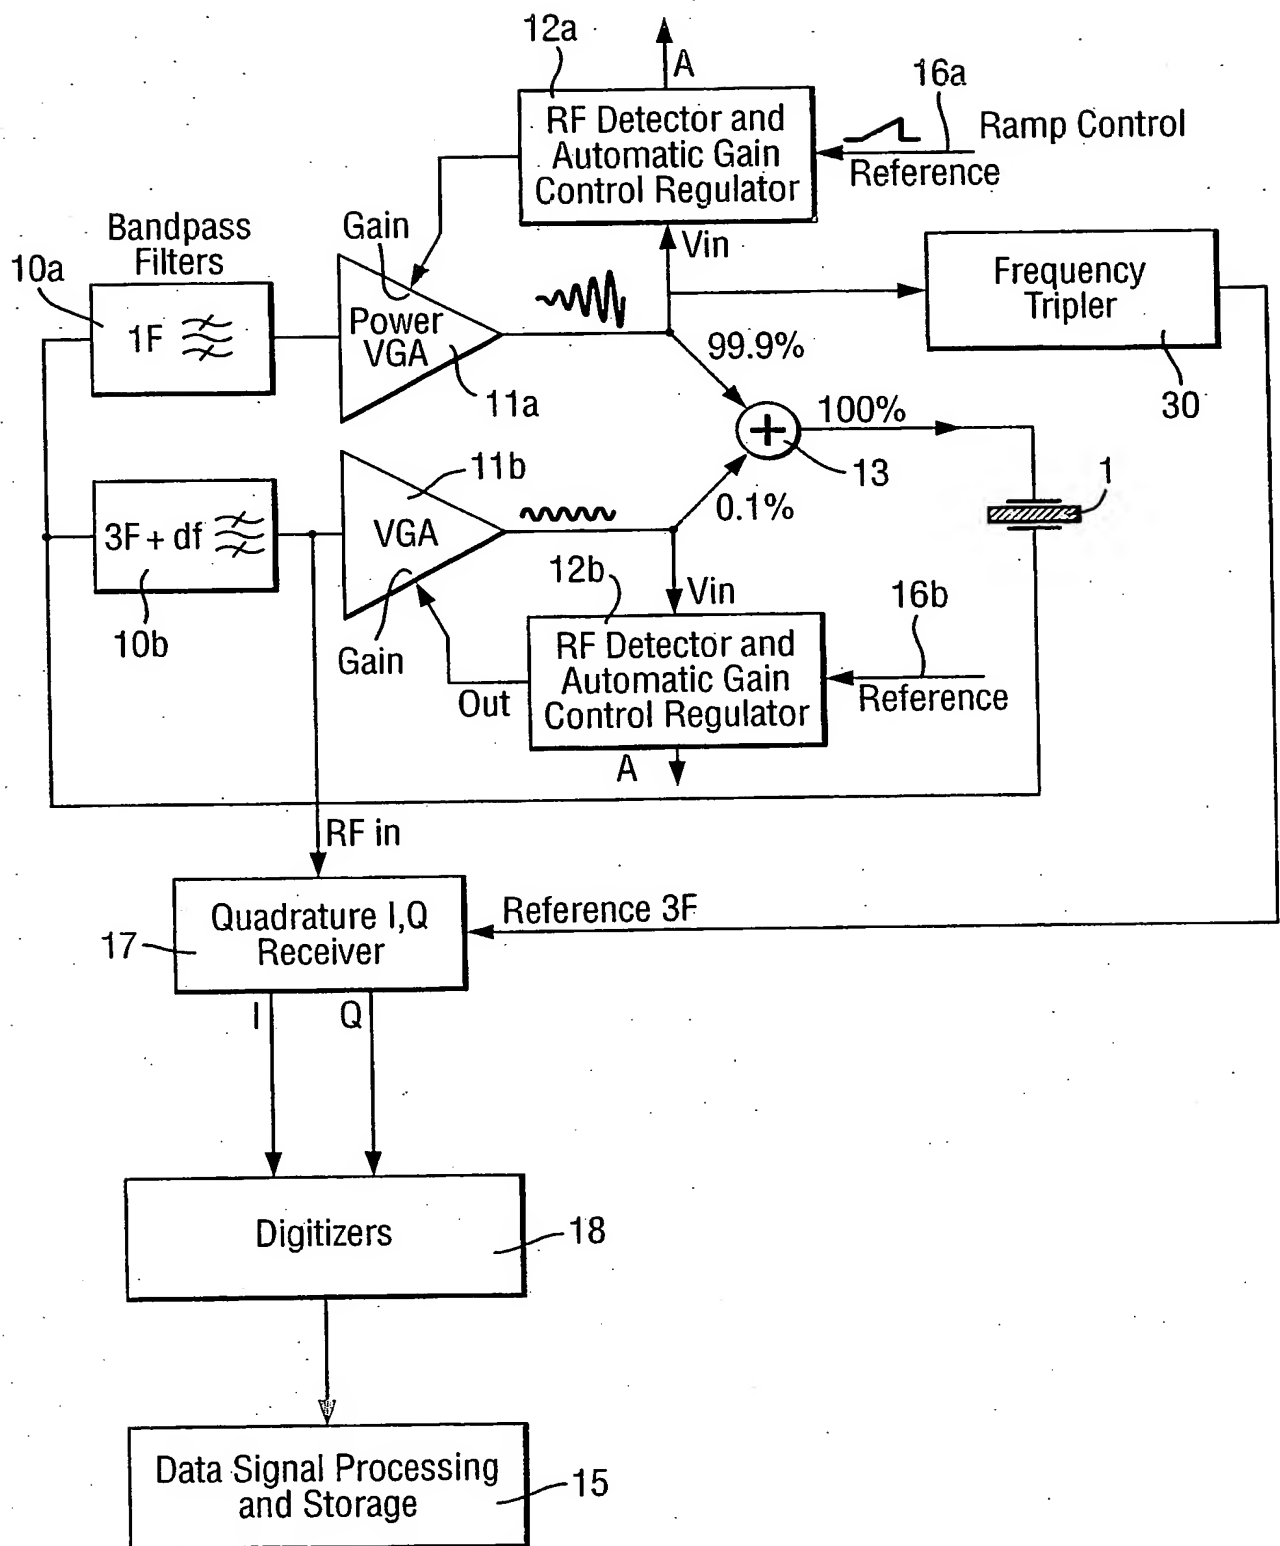 12a
A
16a
RF Detector and
Automatic Gain
Control Regulator
Ramp Control
Reference
Bandpass
Filters
Gain
Vin
10a
1F
Power
VGA
11a
99.9%
Frequency
Tripler
30
100%
13
11b
0.1%
1
3F + df
VGA
10b
Gain
12b
Vin
16b
RF Detector and
Automatic Gain
Control Regulator
Out
Reference
A
RF in
Quadrature I,Q
Receiver
17
Reference 3F
I
Q
Digitizers
18
Data Signal Processing
and Storage
15